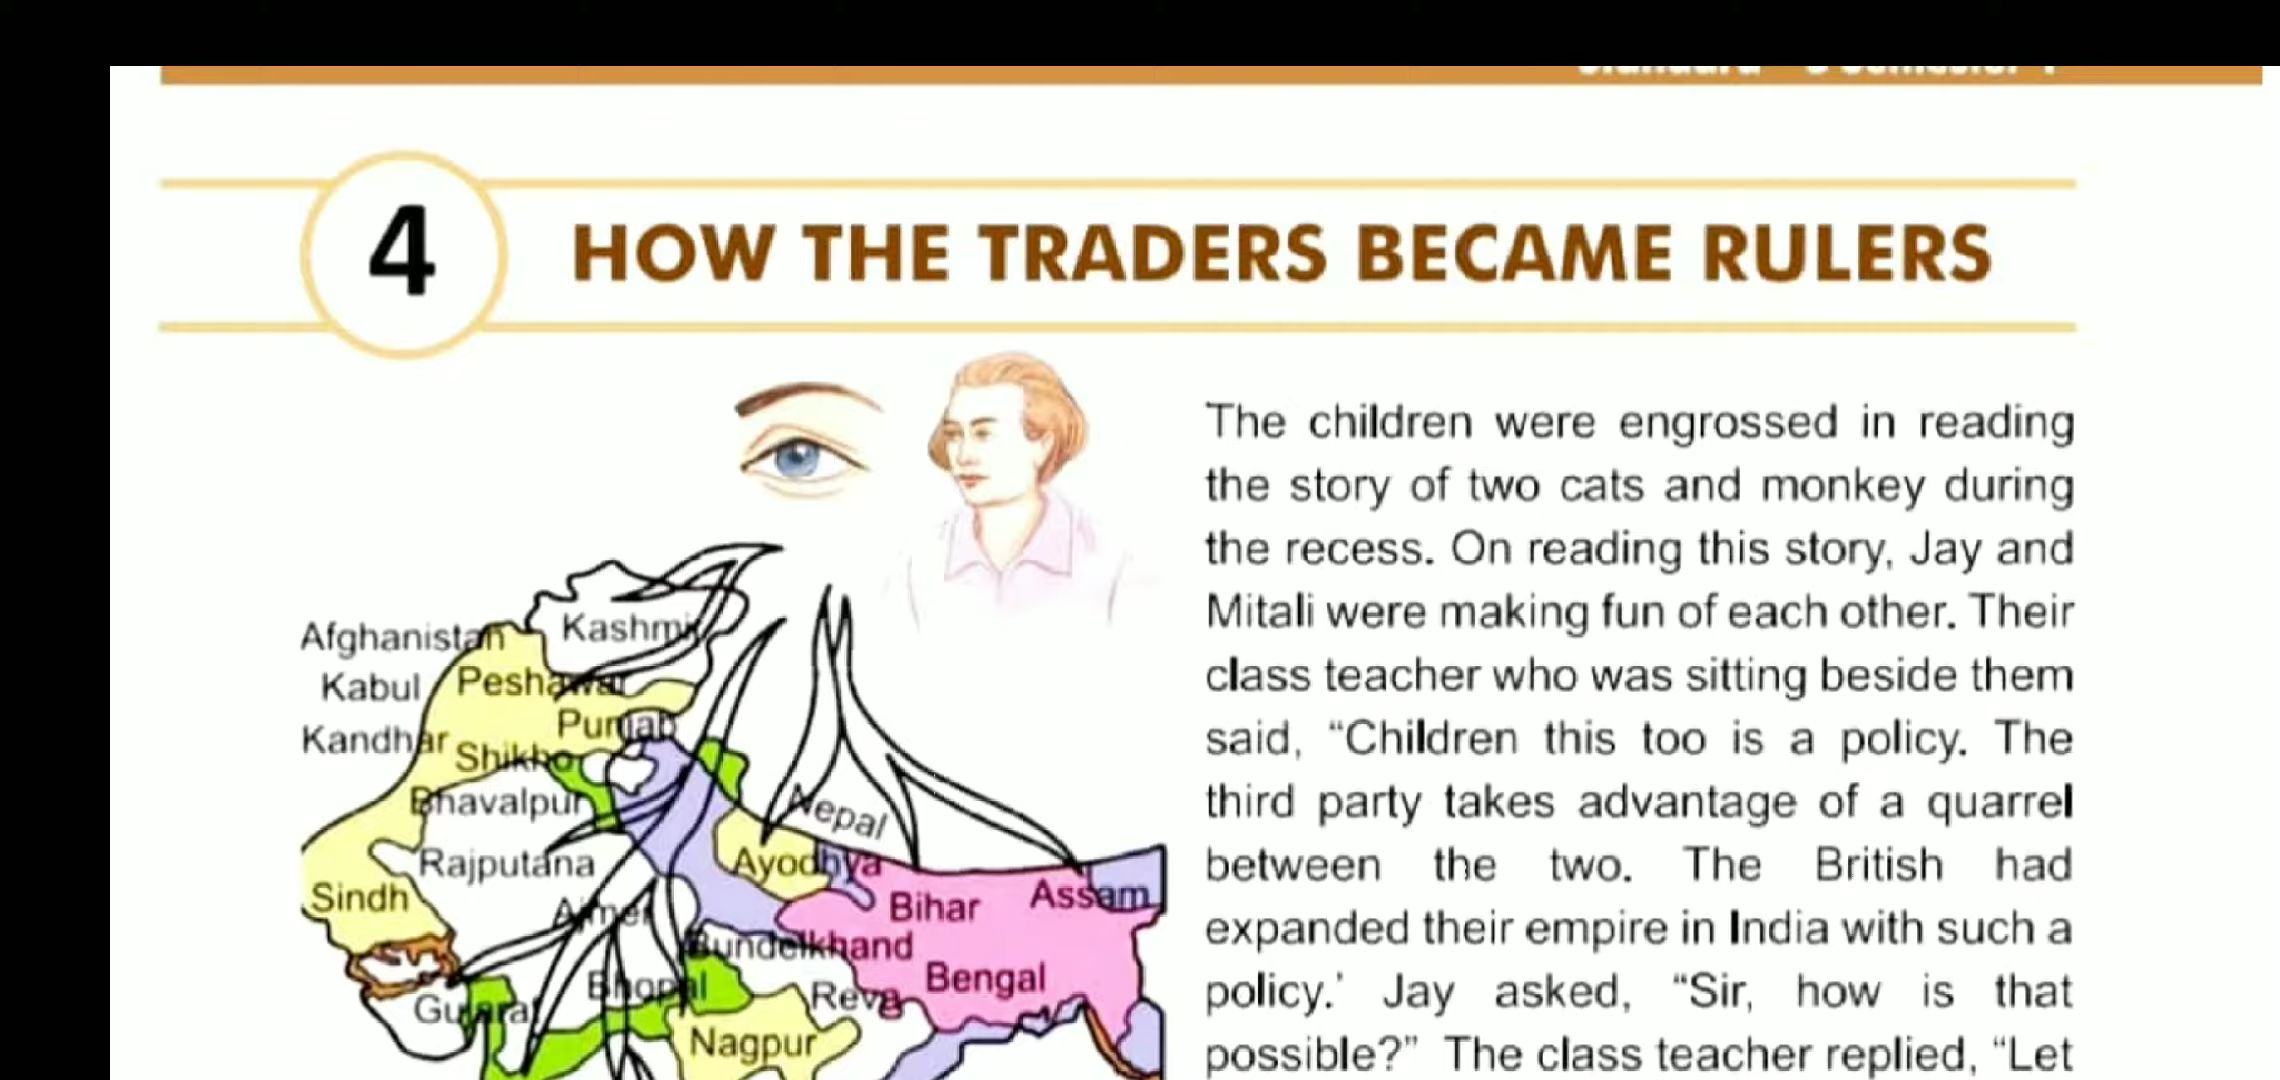 4
HOW THE TRADERS BECAME RULERS
The children were engrossed in reading
the story of two cats and monkey during
the recess. On reading this story, Jay and
Mitali were making fun of each other. Their
class teacher who was sitting beside them
said, “Children this too is a policy. The
third party takes advantage of a quarrel
between the two. The British had
expanded their empire in India with such a
policy.’ Jay asked, “Sir, how is that
possible?” The class teacher replied, “Let
Afghanistan
Kashmir
Kabul
Peshawar
Punjab
Kandhar
Shikho
Bhavalpur
Nepal
Rajputana
Ayodhya
Sindh
Ajmer
Bihar
Assam
Bundelkhand
Bhopal
Reva
Bengal
Gujarat
Nagpur